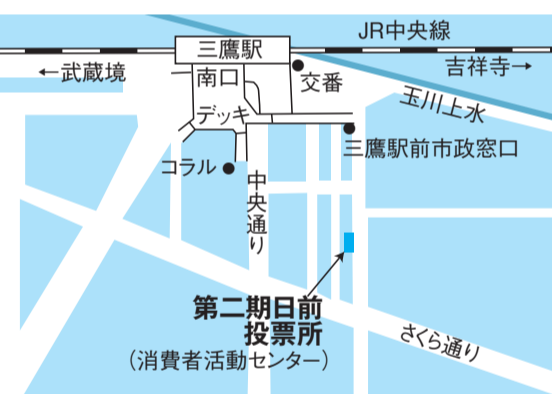 JR中央線
三鷹駅
←武蔵境
南口
交番
吉祥寺→
デッキ
玉川上水
三鷹駅前市政窓口
コラル
中央通り
第二期日前
投票所
(消費者活動センター)
さくら通り